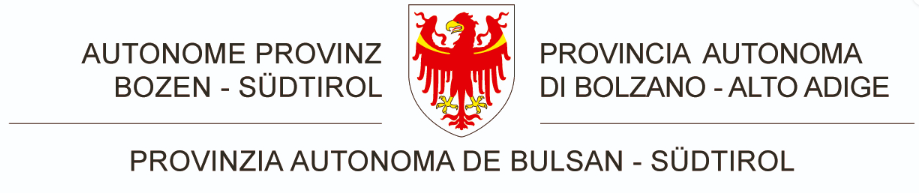 AUTONOME PROVINZ
BOZEN - SÜDTIROL
PROVINCIA AUTONOMA
DI BOLZANO - ALTO ADIGE
PROVINZIA AUTONOMA DE BULSAN - SÜDTIROL